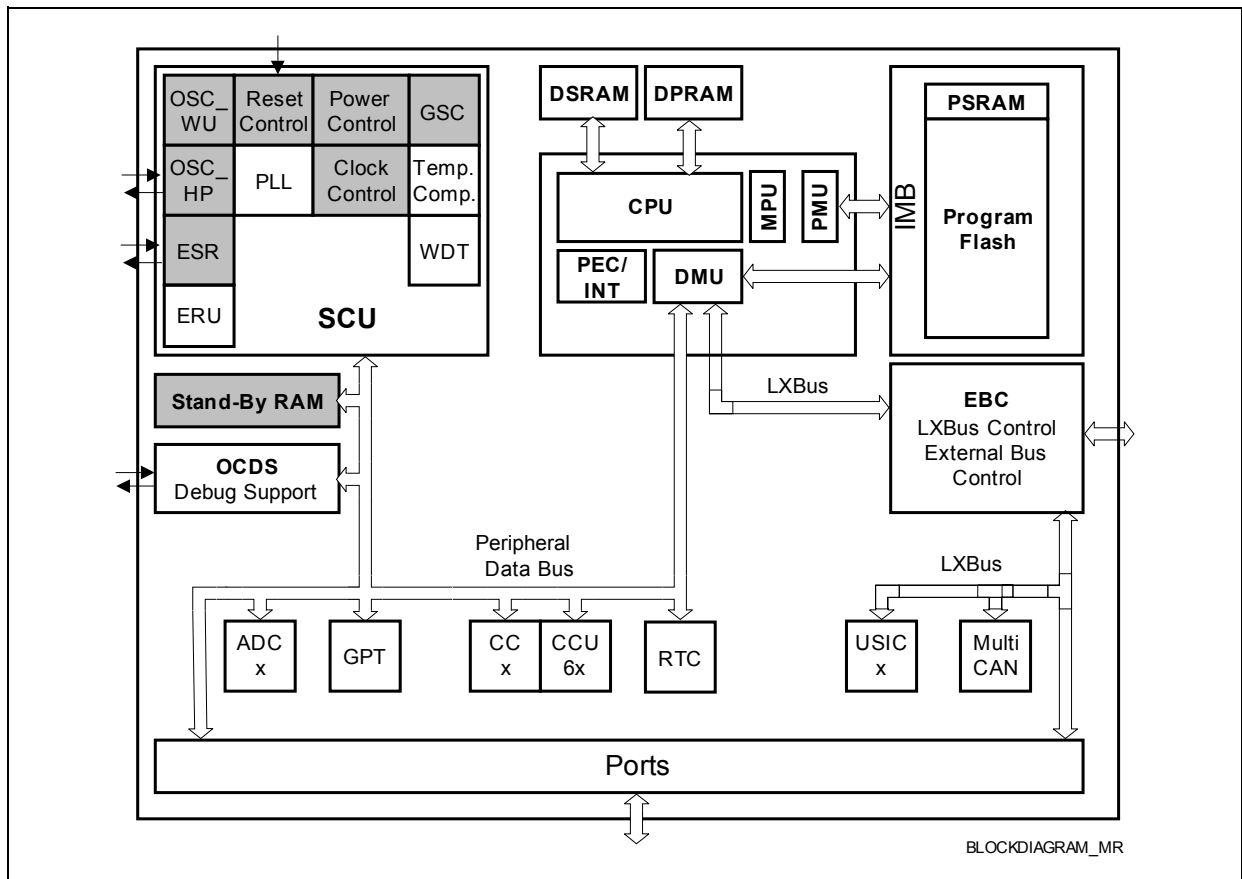 OSC_
WU
Reset
Control
Power
Control
GSC
OSC_
HP
PLL
Clock
Control
Temp.
Comp.
ESR
WDT
ERU
SCU
DSRAM
DPRAM
CPU
MPU
PMU
PEC/
INT
DMU
IMB
PSRAM
Program
Flash
Stand-By RAM
OCDS
Debug Support
LXBus
EBC
LXBus Control
External Bus
Control
Peripheral
Data Bus
LXBus
ADC
x
GPT
CC
x
CCU
6x
RTC
USIC
x
Multi
CAN
Ports
BLOCKDIAGRAM_MR